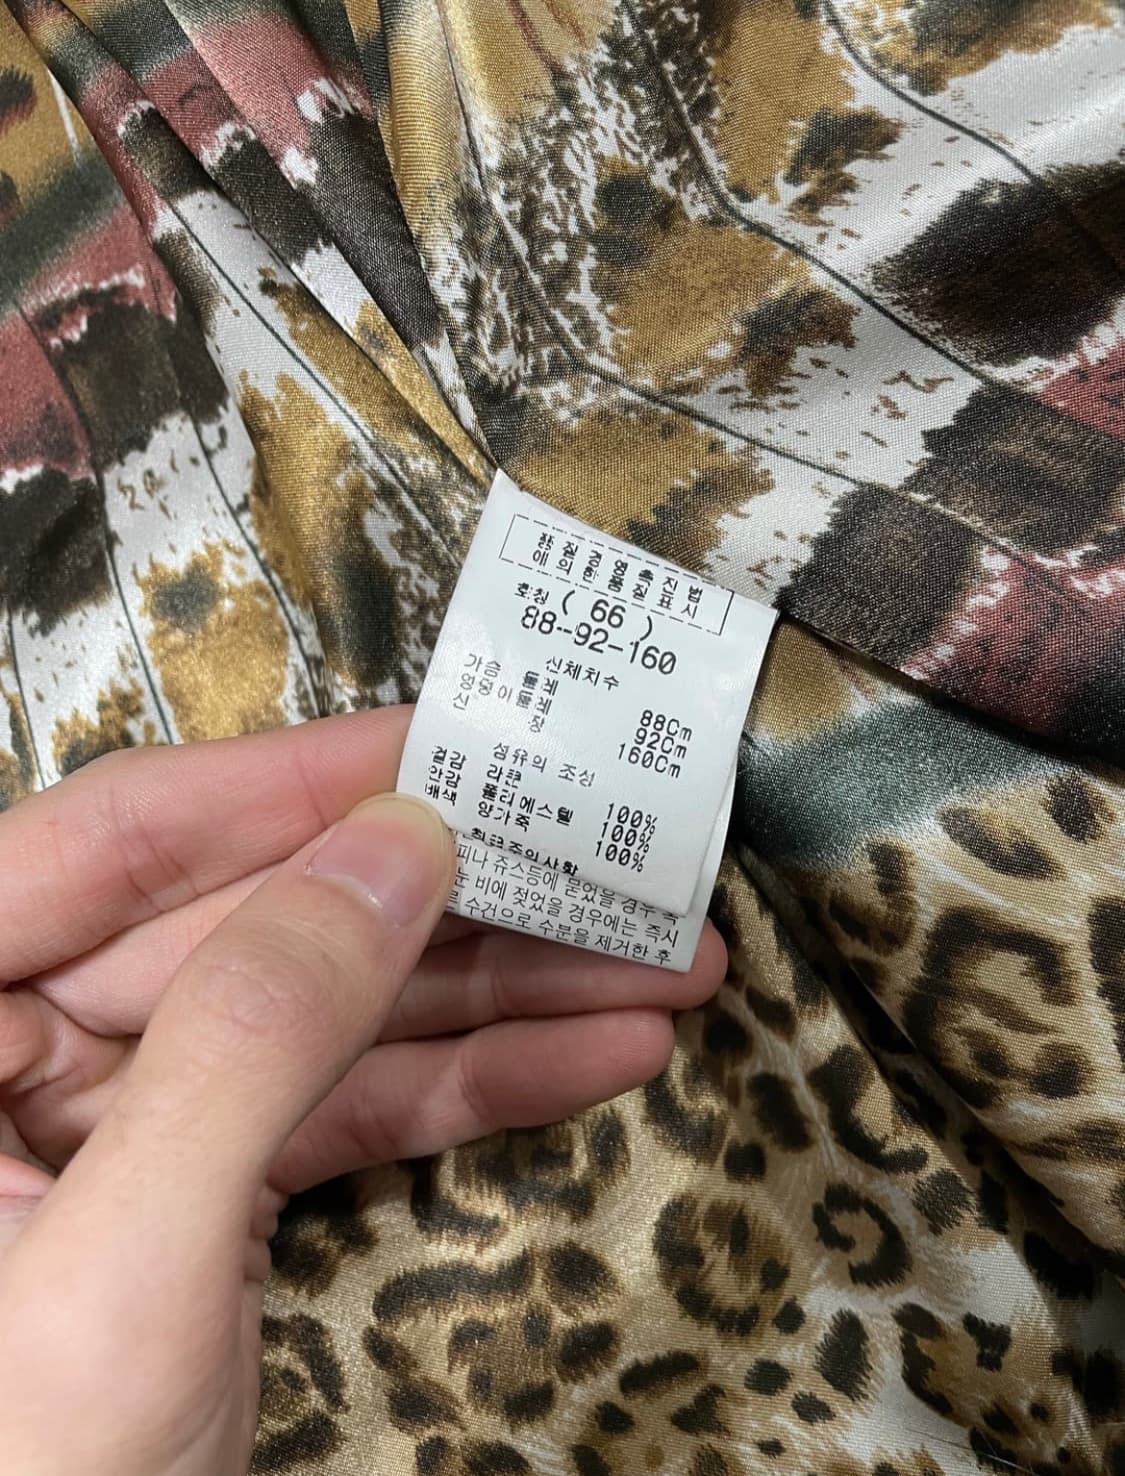 품질경영촉진법
에의한 품질표시
호칭 ( 66 )
88-92-160
신체치수
가슴 둘레 88Cm
엉덩이둘레 92Cm
신 장 160Cm
섬유의 조성
겉감 라쿤 100%
안감 폴리에스텔 100%
배색 양가죽 100%
취급주의사항
피나 쥬스등에 묻었을 경우
눈 비에 젖었을 경우에는 즉시
수건으로 수분을 제거한 후